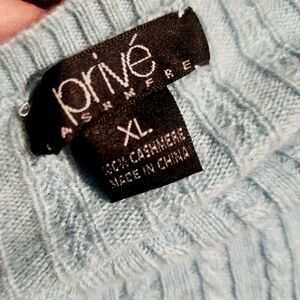 privé
CASHMERE
XL
100% CASHMERE
MADE IN CHINA